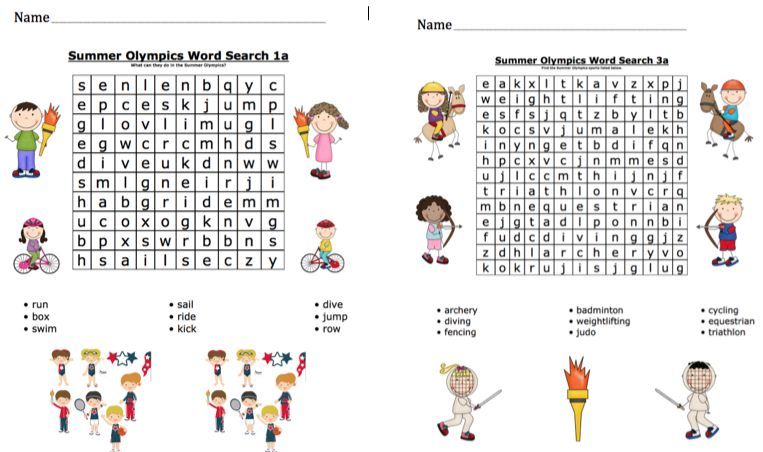 Name
Summer Olympics Word Search 1a
What can they do in the Summer Olympics?
s e n l e n b q y c
e p c e s k j u m p
g l o v l i m u g l
e g w c r c m h d s
d i v e u k d n w w
s m l g n e i r j i
h a b g r i d e m m
u c o x o g k n v g
b p x s w r b b n s
h s a i l s e c z y
• run • sail • dive
• box • ride • jump
• swim • kick • row
Name
Summer Olympics Word Search 3a
Find the Summer Olympics sports listed below.
e a k x l t k a v z x p j
w e i g h t l i f t i n g
e s f s j q t z b y l t b
k o c s v j u m a l e k h
i n y n g e t b d i f q n
h p c x v c j n m m e s d
u j l c c m t h i j n j f
t r i a t h l o n v c r q
m b n e q u e s t r i a n
e j g t a d l p o n n b i
f u d c d i v i n g g j z
z d h l a r c h e r y v o
k o k r u j i s j g l u g
• archery • badminton • cycling
• diving • weightlifting • equestrian
• fencing • judo • triathlon